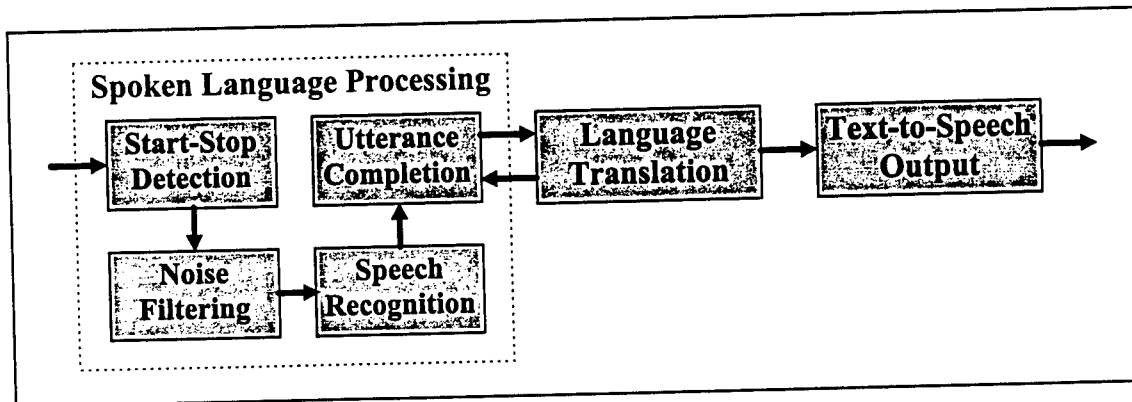 Spoken Language Processing
Start-Stop
Detection
Utterance
Completion
Language
Translation
Text-to-Speech
Output
Noise
Filtering
Speech
Recognition